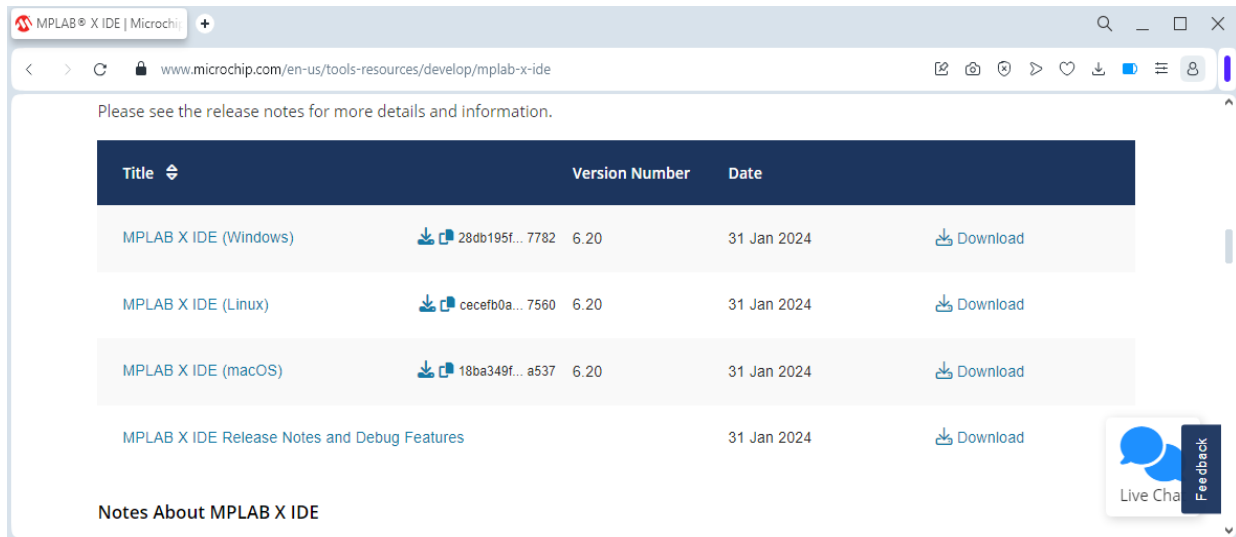 MPLAB® X IDE | Microchip
www.microchip.com/en-us/tools-resources/develop/mplab-x-ide
Please see the release notes for more details and information.
Title Version Number Date
MPLAB X IDE (Windows) 28db195f... 7782 6.20 31 Jan 2024 Download
MPLAB X IDE (Linux) cecefb0a... 7560 6.20 31 Jan 2024 Download
MPLAB X IDE (macOS) 18ba349f... a537 6.20 31 Jan 2024 Download
MPLAB X IDE Release Notes and Debug Features 31 Jan 2024 Download
Feedback
Live Cha
Notes About MPLAB X IDE